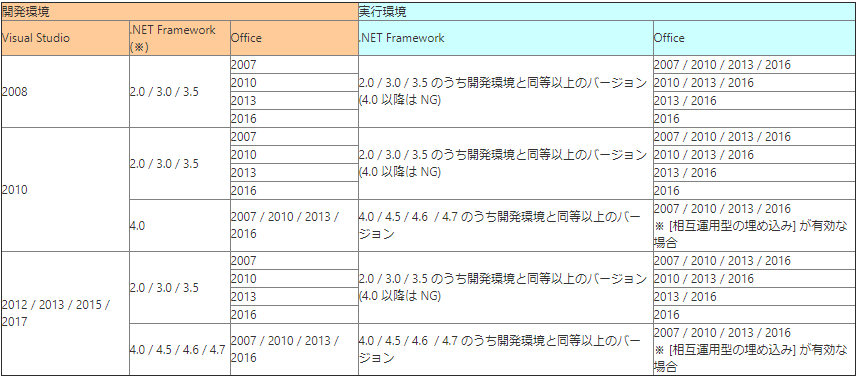 開発環境
実行環境
Visual Studio
.NET Framework
(※)
Office
.NET Framework
Office
2008
2.0 / 3.0 / 3.5
2007
2010
2013
2016
2.0 / 3.0 / 3.5 のうち開発環境と同等以上のバージョン
(4.0 以降は NG)
2007 / 2010 / 2013 / 2016
2010 / 2013 / 2016
2013 / 2016
2016
2010
2.0 / 3.0 / 3.5
2007
2010
2013
2016
2.0 / 3.0 / 3.5 のうち開発環境と同等以上のバージョン
(4.0 以降は NG)
2007 / 2010 / 2013 / 2016
2010 / 2013 / 2016
2013 / 2016
2016
4.0
2007 / 2010 / 2013 /
2016
4.0 / 4.5 / 4.6 / 4.7 のうち開発環境と同等以上のバー
ジョン
2007 / 2010 / 2013 / 2016
※ [相互運用型の埋め込み] が有効な
場合
2012 / 2013 / 2015 /
2017
2.0 / 3.0 / 3.5
2007
2010
2013
2016
2.0 / 3.0 / 3.5 のうち開発環境と同等以上のバージョン
(4.0 以降は NG)
2007 / 2010 / 2013 / 2016
2010 / 2013 / 2016
2013 / 2016
2016
4.0 / 4.5 / 4.6 / 4.7
2007 / 2010 / 2013 /
2016
4.0 / 4.5 / 4.6 / 4.7 のうち開発環境と同等以上のバー
ジョン
2007 / 2010 / 2013 / 2016
※ [相互運用型の埋め込み] が有効な
場合